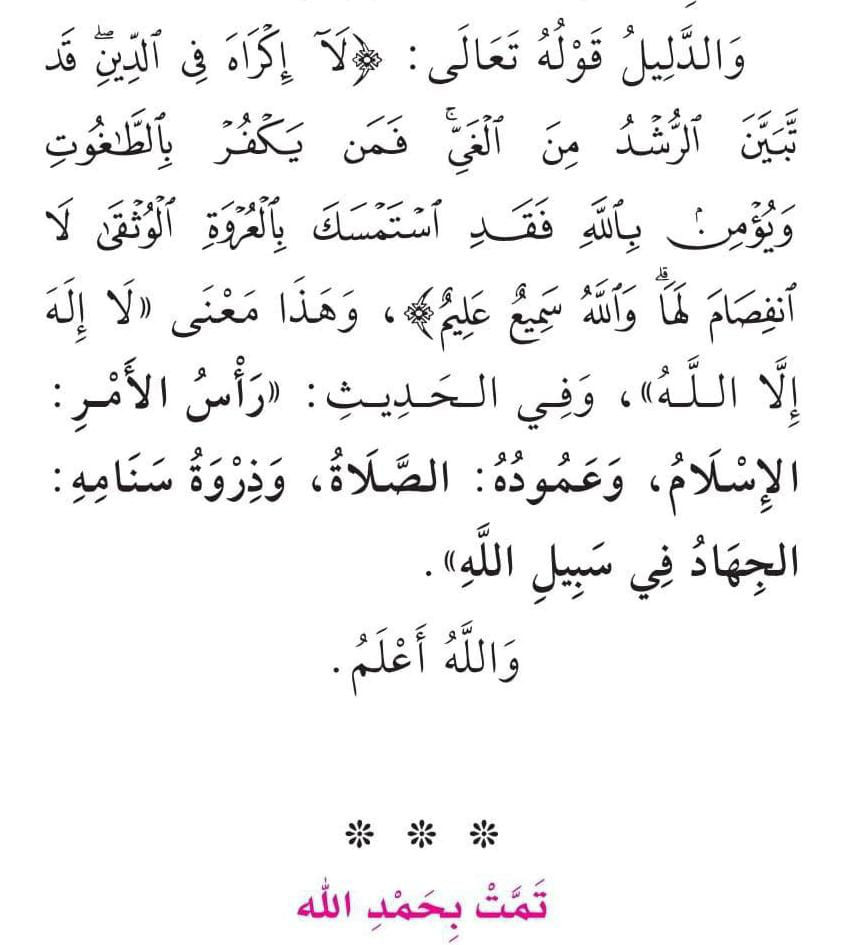 وَالدَّلِيلُ قَوْلُهُ تَعَالَى: ﴿لَآ إِكْرَاهَ فِى ٱلدِّينِۖ قَد
تَّبَيَّنَ ٱلرُّشْدُ مِنَ ٱلْغَىِّۚ فَمَن يَكْفُرْ بِٱلطَّٰغُوتِ
وَيُؤْمِنۢ بِٱللَّهِ فَقَدِ ٱسْتَمْسَكَ بِٱلْعُرْوَةِ ٱلْوُثْقَىٰ لَا
ٱنفِصَامَ لَهَاۗ وَٱللَّهُ سَمِيعٌ عَلِيمٌ﴾، وَهَذَا مَعْنَى «لَا إِلَهَ
إِلَّا اللَّهُ»، وَفِي الحَدِيثِ: «رَأْسُ الأَمْرِ:
الإِسْلَامُ، وَعَمُودُهُ: الصَّلَاةُ، وَذِرْوَةُ سَنَامِهِ:
الجِهَادُ فِي سَبِيلِ اللَّهِ».
وَاللَّهُ أَعْلَمُ.
تَمَّتْ بِحَمْدِ الله